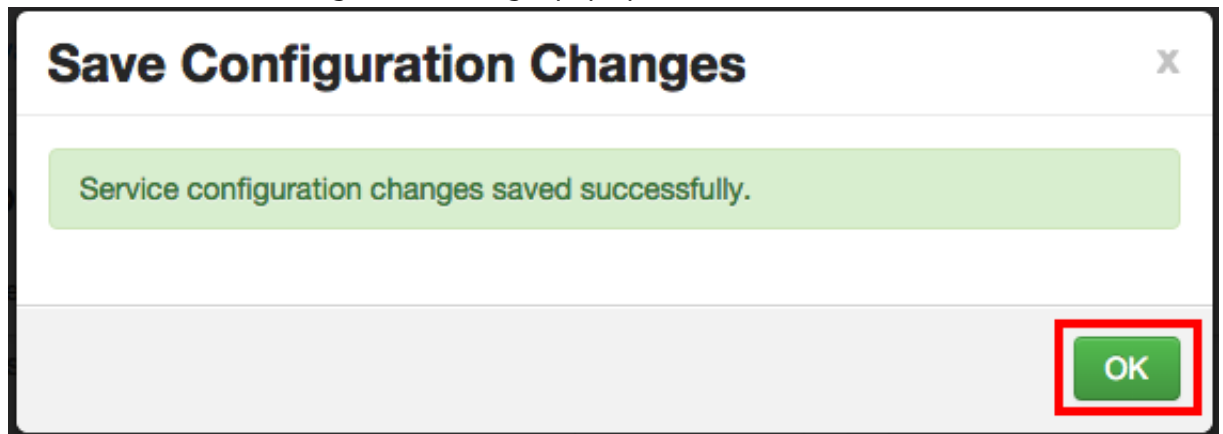 Save Configuration Changes
x
Service configuration changes saved successfully.
OK